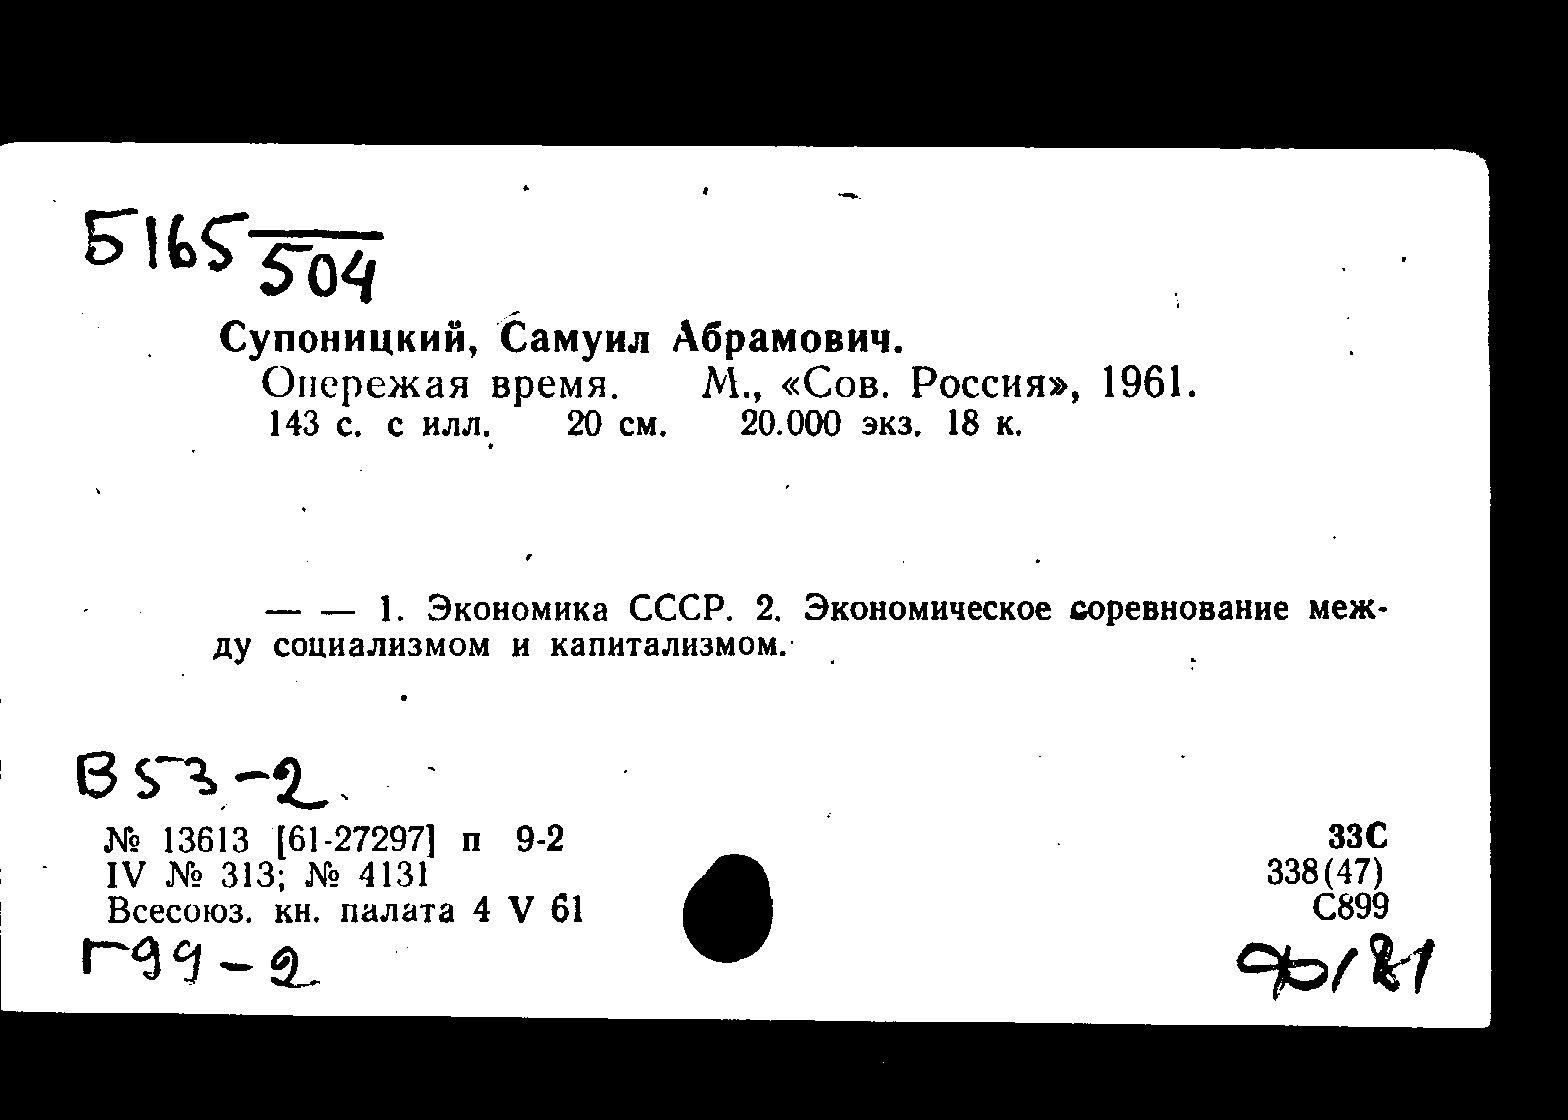 Б165
504
Супоницкий, Самуил Абрамович.
Опережая время. М., «Сов. Россия», 1961.
143 с. с илл. 20 см. 20.000 экз. 18 к.
— — 1. Экономика СССР. 2. Экономическое соревнование меж-
ду социализмом и капитализмом.
В 53-2
№ 13613 [61-27297] п 9-2
33С
IV № 313; № 4131
338(47)
Всесоюз. кн. палата 4 V 61
С899
Г99-2